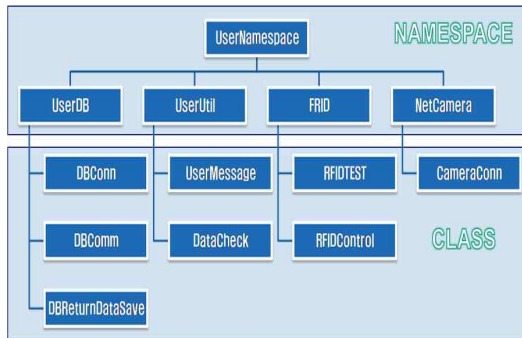 UserNamespace
NAMESPACE
UserDB
UserUtil
FRID
NetCamera
DBConn
UserMessage
RFIDTEST
CameraConn
DBComm
DataCheck
RFIDControl
CLASS
DBReturnDataSave